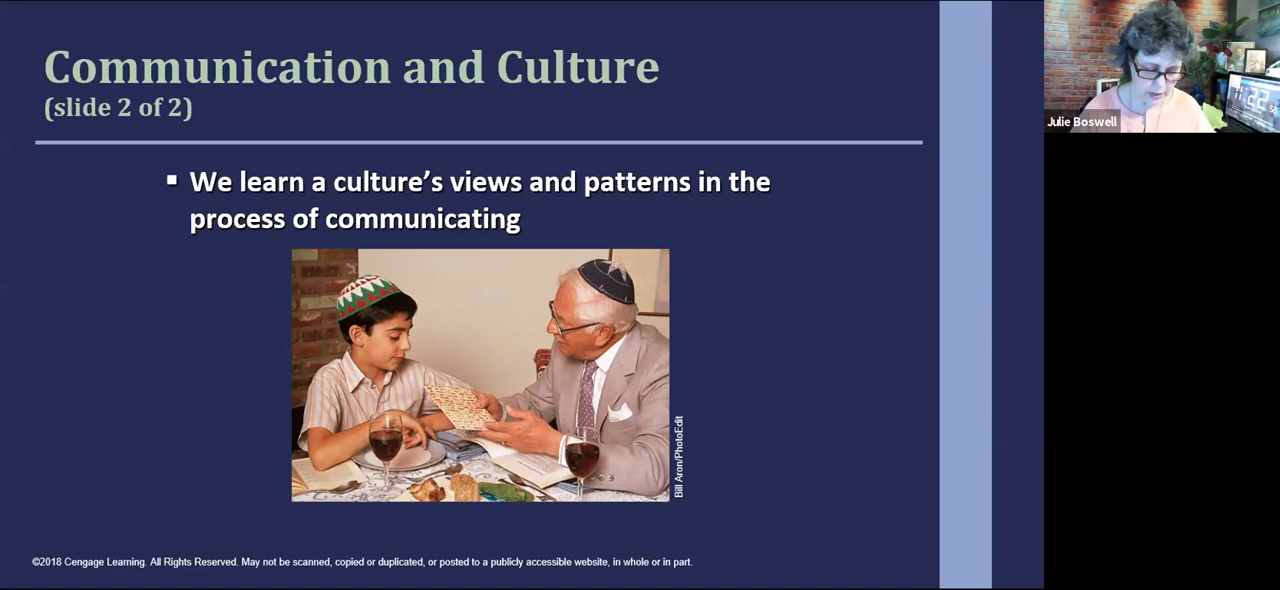 Communication and Culture
(slide 2 of 2)
▪ We learn a culture's views and patterns in the
process of communicating
Bill Aron/PhotoEdit
©2018 Cengage Learning. All Rights Reserved. May not be scanned, copied or duplicated, or posted to a publicly accessible website, in whole or in part.
Julie Boswell
11:22